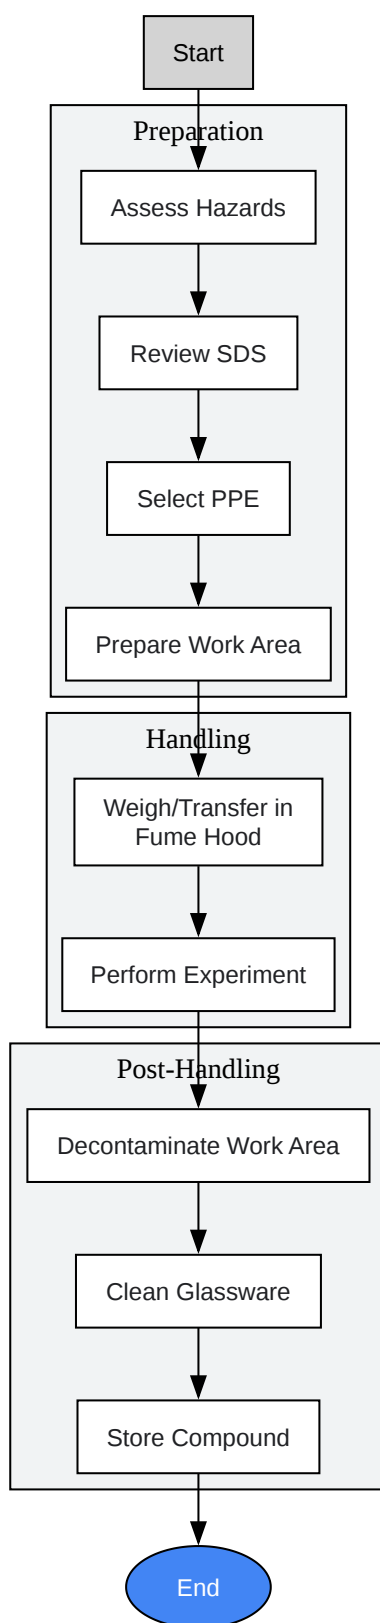 Start
Preparation
Assess Hazards
Review SDS
Select PPE
Prepare Work Area
Handling
Weigh/Transfer in
Fume Hood
Perform Experiment
Post-Handling
Decontaminate Work Area
Clean Glassware
Store Compound
End